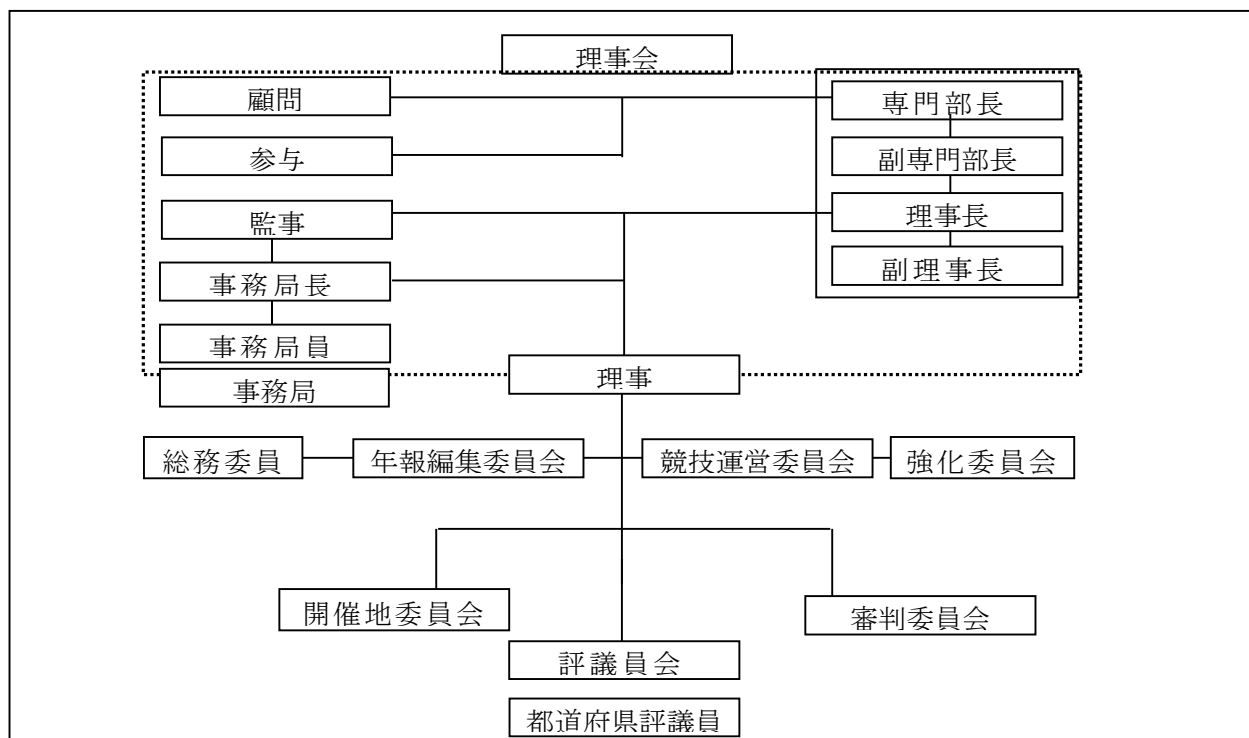 理事会
顧問
専門部長
参与
副専門部長
監事
理事長
事務局長
副理事長
事務局員
理事
事務局
総務委員
年報編集委員会
競技運営委員会
強化委員会
開催地委員会
審判委員会
評議員会
都道府県評議員